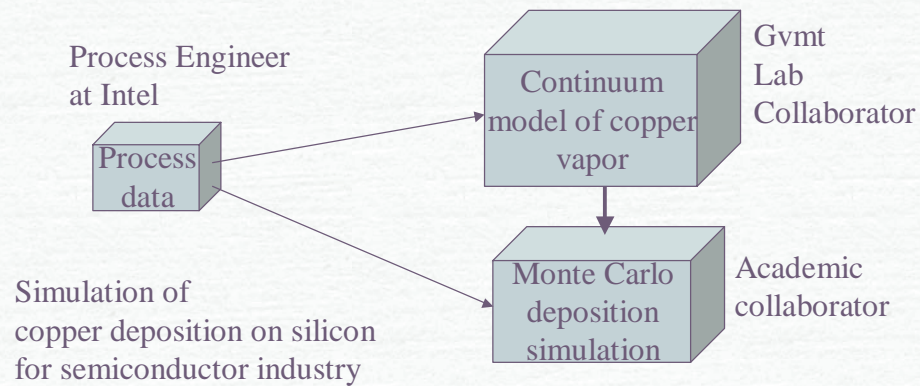 Process Engineer
at Intel
Process
data
Continuum
model of copper
vapor
Gvmt
Lab
Collaborator
Monte Carlo
deposition
simulation
Academic
collaborator
Simulation of
copper deposition on silicon
for semiconductor industry